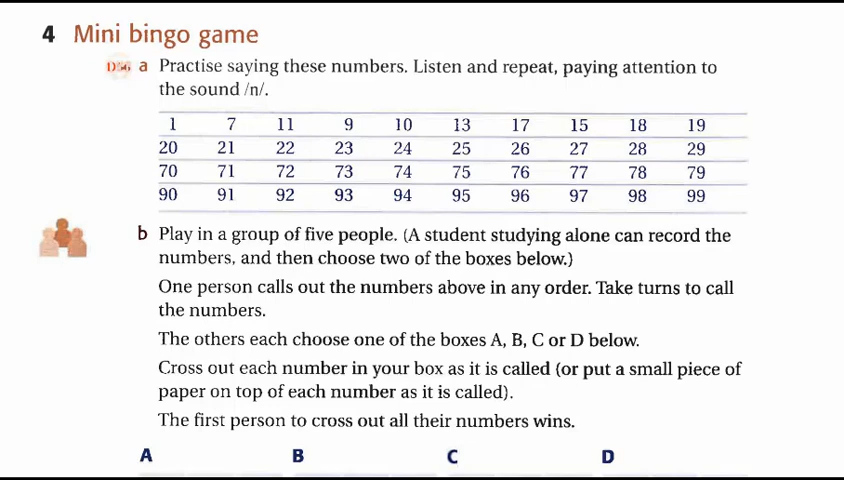 4 Mini bingo game
D56 a Practise saying these numbers. Listen and repeat, paying attention to
the sound /n/.
1 7 11 9 10 13 17 15 18 19
20 21 22 23 24 25 26 27 28 29
70 71 72 73 74 75 76 77 78 79
90 91 92 93 94 95 96 97 98 99
b Play in a group of five people. (A student studying alone can record the
numbers, and then choose two of the boxes below.)
One person calls out the numbers above in any order. Take turns to call
the numbers.
The others each choose one of the boxes A, B, C or D below.
Cross out each number in your box as it is called (or put a small piece of
paper on top of each number as it is called).
The first person to cross out all their numbers wins.
A B C D